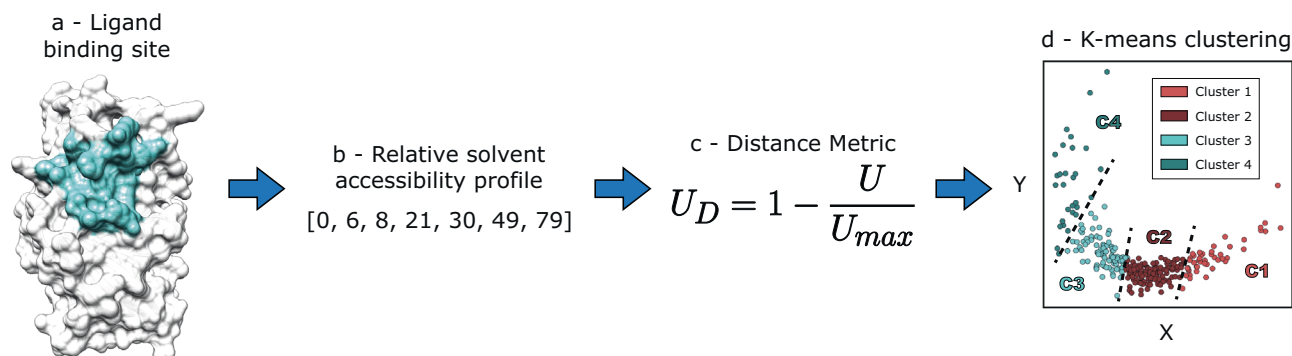 a - Ligand
binding site
b - Relative solvent
accessibility profile
[0, 6, 8, 21, 30, 49, 79]
c - Distance Metric
U_D = 1 - U / U_max
d - K-means clustering
Cluster 1
Cluster 2
Cluster 3
Cluster 4
C4
C2
C1
C3
Y
X